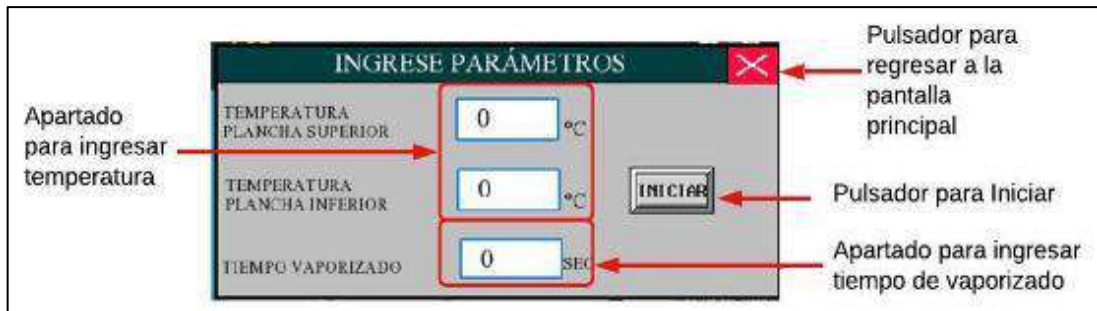 INGRESE PARÁMETROS
Pulsador para
regresar a la
pantalla
principal
Apartado
para ingresar
temperatura
TEMPERATURA
PLANCHA SUPERIOR
0
°C
TEMPERATURA
PLANCHA INFERIOR
0
°C
INICIAR
Pulsador para Iniciar
TIEMPO VAPORIZADO
0
SEC
Apartado para ingresar
tiempo de vaporizado